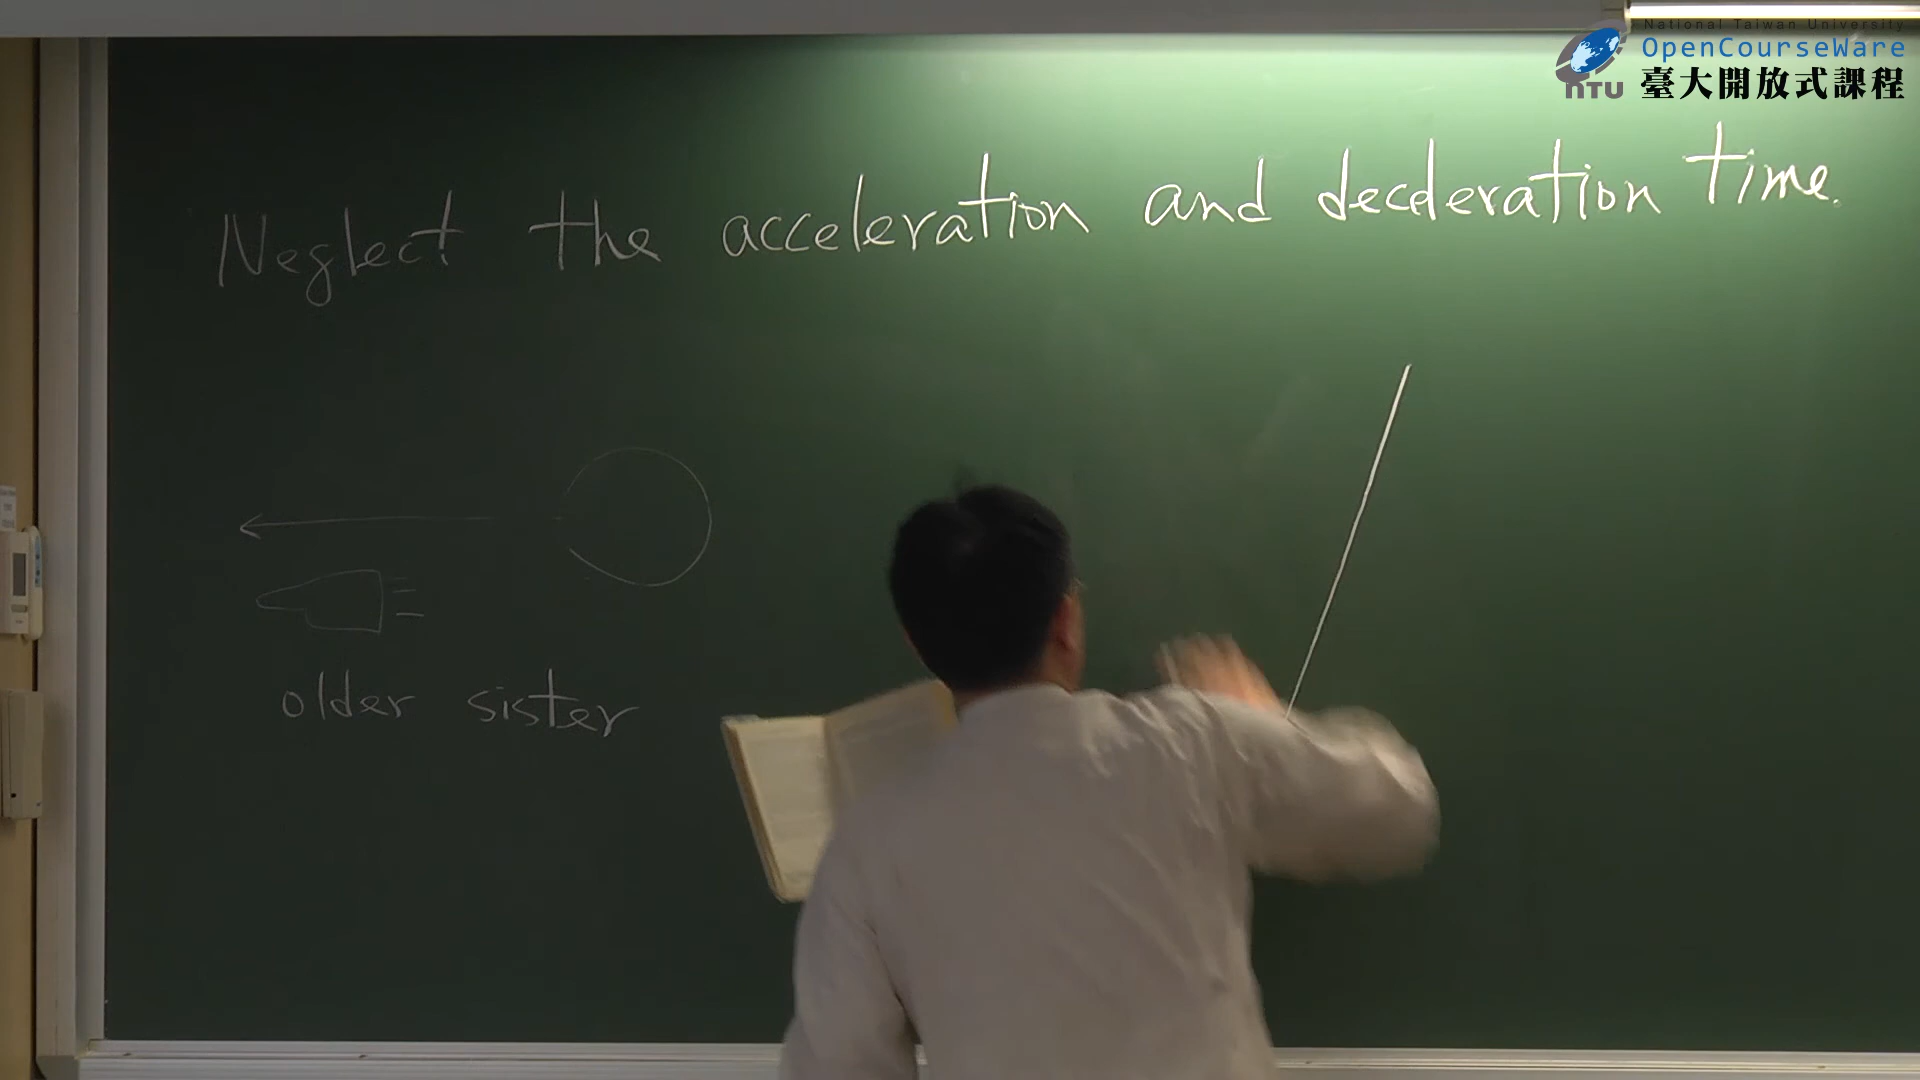 National Taiwan University
OpenCourseWare
NTU 臺大開放式課程
Neglect the acceleration and decderation time.
older sister